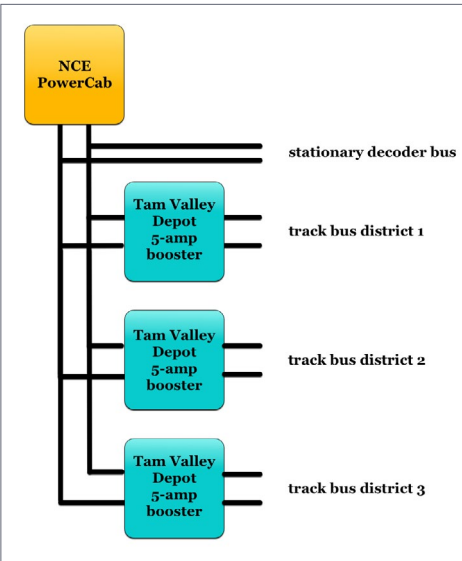 NCE
PowerCab
stationary decoder bus
Tam Valley
Depot
5-amp
booster
track bus district 1
Tam Valley
Depot
5-amp
booster
track bus district 2
Tam Valley
Depot
5-amp
booster
track bus district 3